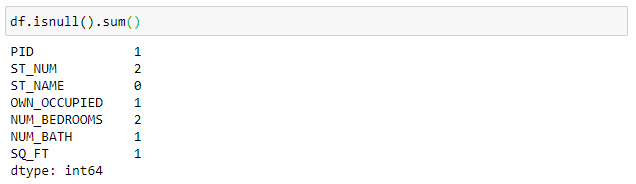 df.isnull().sum()
PID 1
ST_NUM 2
ST_NAME 0
OWN_OCCUPIED 1
NUM_BEDROOMS 2
NUM_BATH 1
SQ_FT 1
dtype: int64